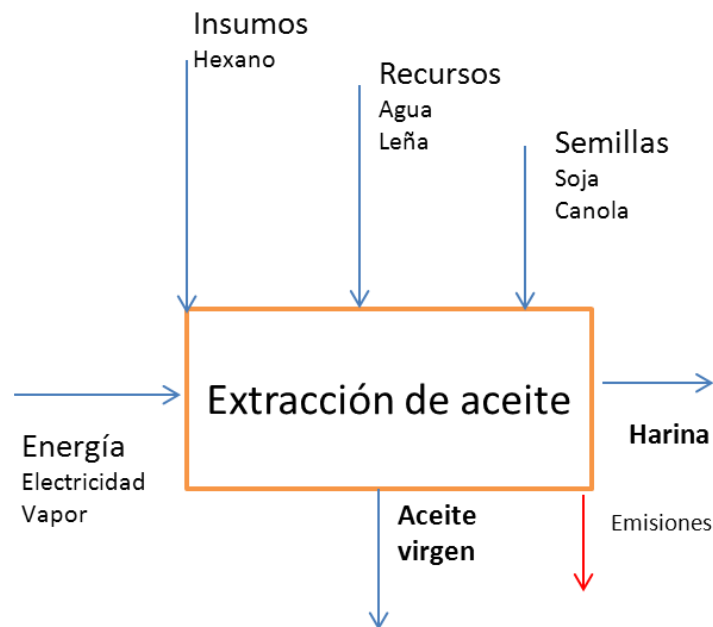 Insumos
Hexano
Recursos
Agua
Leña
Semillas
Soja
Canola
Extracción de aceite
Energía
Electricidad
Vapor
Harina
Aceite
virgen
Emisiones